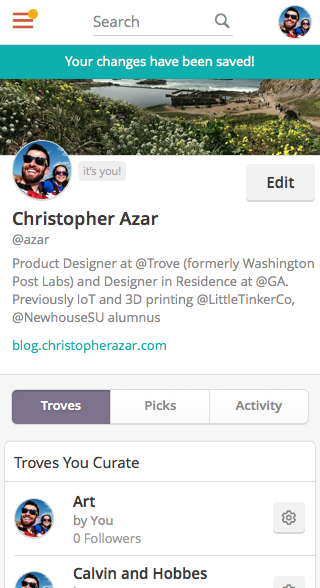 Search
Your changes have been saved!
it's you!
Edit
Christopher Azar
@azar
Product Designer at @Trove (formerly Washington
Post Labs) and Designer in Residence at @GA.
Previously IoT and 3D printing @LittleTinkerCo,
@NewhouseSU alumnus
blog.christopherazar.com
Troves
Picks
Activity
Troves You Curate
Art
by You
0 Followers
Calvin and Hobbes